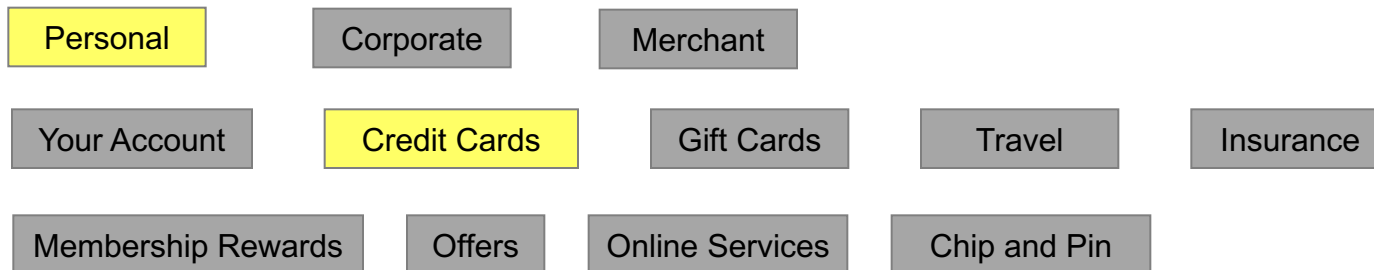 Personal Corporate Merchant
Your Account Credit Cards Gift Cards Travel Insurance
Membership Rewards Offers Online Services Chip and Pin